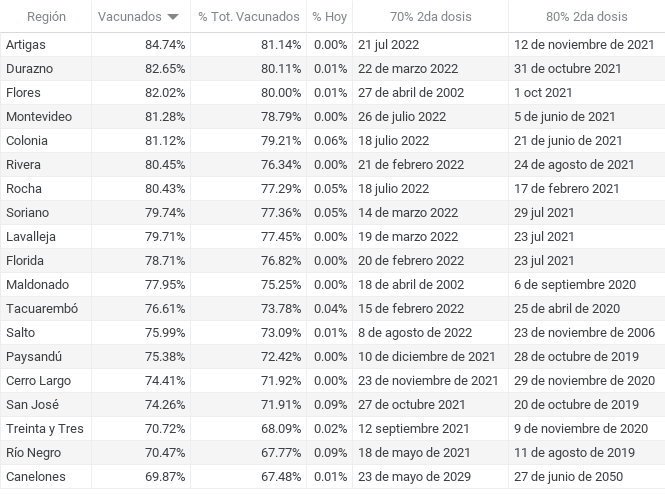 Región Vacunados % Tot. Vacunados % Hoy 70% 2da dosis 80% 2da dosis
Artigas 84.74% 81.14% 0.00% 21 jul 2022 12 de noviembre de 2021
Durazno 82.65% 80.11% 0.01% 22 de marzo 2022 31 de octubre 2021
Flores 82.02% 80.00% 0.01% 27 de abril de 2002 1 oct 2021
Montevideo 81.28% 78.79% 0.00% 26 de julio 2022 5 de junio de 2021
Colonia 81.12% 79.21% 0.06% 18 julio 2022 21 de junio de 2021
Rivera 80.45% 76.34% 0.00% 21 de febrero 2022 24 de agosto de 2021
Rocha 80.43% 77.29% 0.05% 18 julio 2022 17 de febrero 2021
Soriano 79.74% 77.36% 0.05% 14 de marzo 2022 29 jul 2021
Lavalleja 79.71% 77.45% 0.00% 19 de marzo 2022 23 jul 2021
Florida 78.71% 76.82% 0.00% 20 de febrero 2022 23 jul 2021
Maldonado 77.95% 75.25% 0.00% 18 de abril de 2002 6 de septiembre 2020
Tacuarembó 76.61% 73.78% 0.04% 15 de febrero 2022 25 de abril de 2020
Salto 75.99% 73.09% 0.01% 8 de agosto de 2022 23 de noviembre de 2006
Paysandú 75.38% 72.42% 0.00% 10 de diciembre de 2021 28 de octubre de 2019
Cerro Largo 74.41% 71.92% 0.00% 23 de noviembre de 2021 29 de noviembre de 2020
San José 74.26% 71.91% 0.09% 27 de octubre 2021 20 de octubre de 2019
Treinta y Tres 70.72% 68.09% 0.02% 12 septiembre 2021 9 de noviembre de 2020
Río Negro 70.47% 67.77% 0.09% 18 de mayo de 2021 11 de agosto de 2019
Canelones 69.87% 67.48% 0.01% 23 de mayo de 2029 27 de junio de 2050